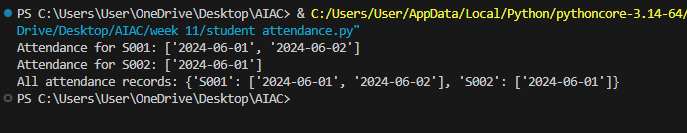 PS C:\Users\User\OneDrive\Desktop\AIAC> & C:/Users/User/AppData/Local/Python/pythoncore-3.14-64/
Drive/Desktop/AIAC/week 11/student attendance.py"
Attendance for S001: ['2024-06-01', '2024-06-02']
Attendance for S002: ['2024-06-01']
All attendance records: {'S001': ['2024-06-01', '2024-06-02'], 'S002': ['2024-06-01']}
PS C:\Users\User\OneDrive\Desktop\AIAC>